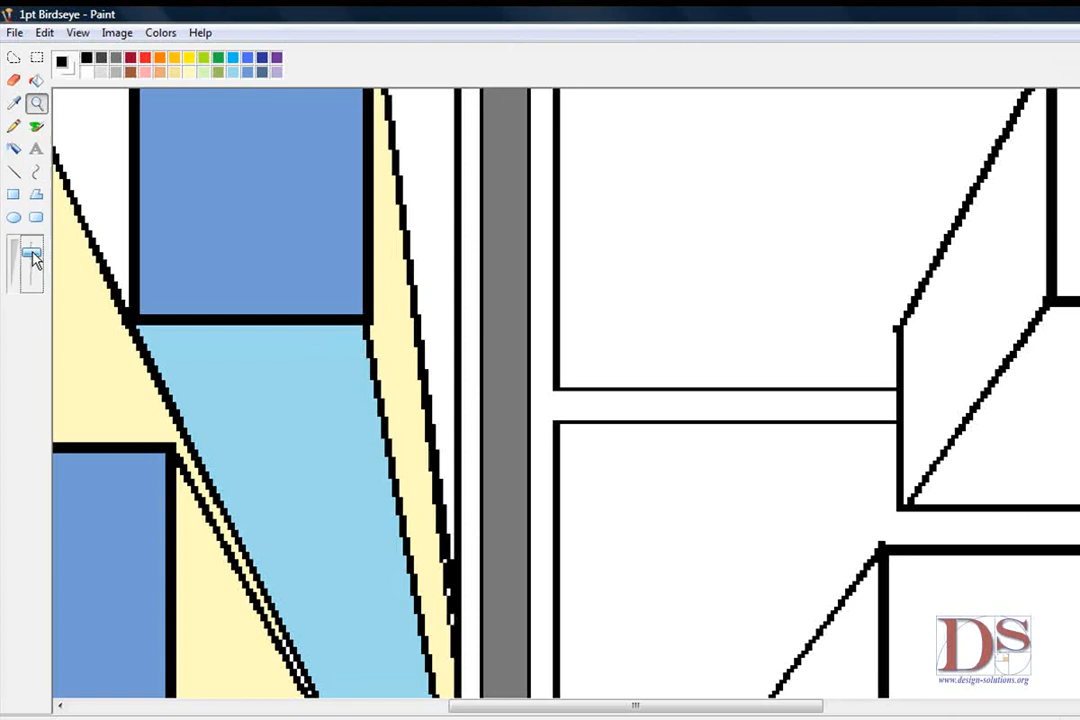 1pt Birdseye - Paint
File Edit View Image Colors Help
A
DS
www.design-solutions.org